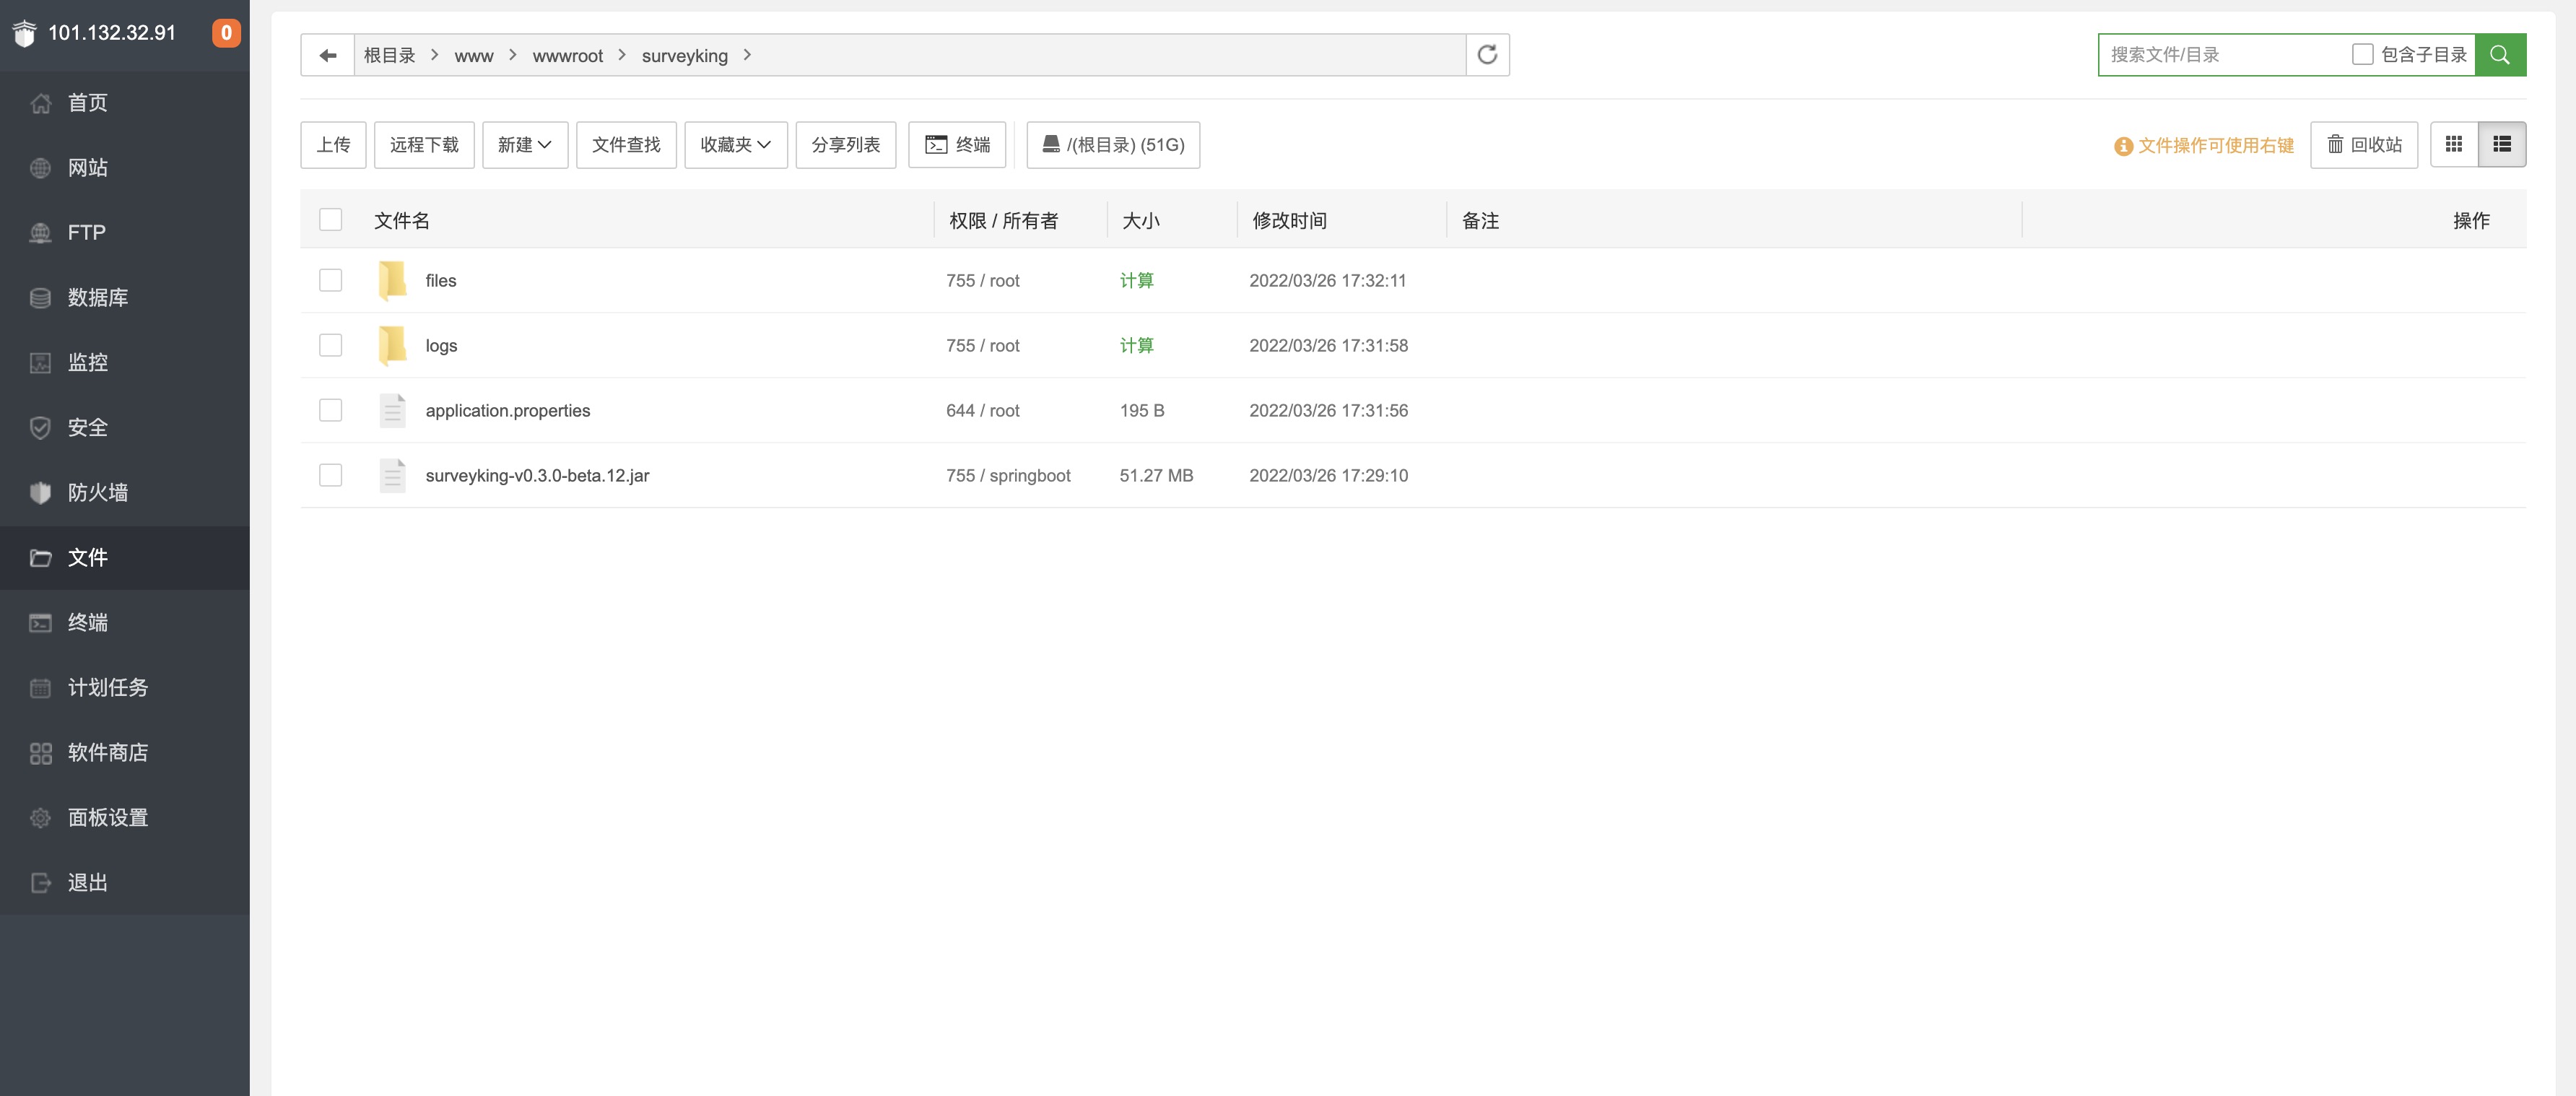 101.132.32.91 0
首页
网站
FTP
数据库
监控
安全
防火墙
文件
终端
计划任务
软件商店
面板设置
退出
根目录 > www > wwwroot > surveyking >
搜索文件/目录 包含子目录
上传 远程下载 新建 文件查找 收藏夹 分享列表 终端 /(根目录) (51G) 文件操作可使用右键 回收站
文件名 权限 / 所有者 大小 修改时间 备注 操作
files 755 / root 计算 2022/03/26 17:32:11
logs 755 / root 计算 2022/03/26 17:31:58
application.properties 644 / root 195 B 2022/03/26 17:31:56
surveyking-v0.3.0-beta.12.jar 755 / springboot 51.27 MB 2022/03/26 17:29:10